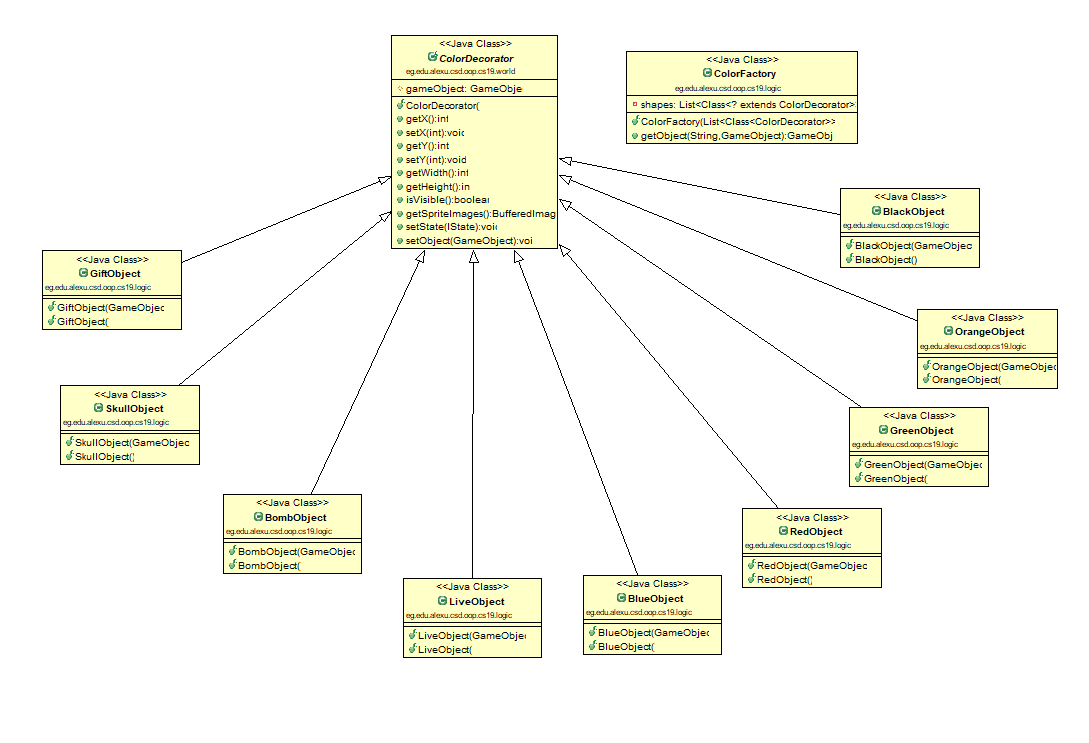 <<Java Class>>
ColorDecorator
eg.edu.alexu.csd.oop.cs19.world
gameObject: GameObje
ColorDecorator(
getX():int
setX(int):void
getY():int
setY(int):void
getWidth():int
getHeight():in
isVisible():boolean
getSpriteImages():BufferedImag
setState(IState):voi
setObject(GameObject):voi
<<Java Class>>
ColorFactory
eg.edu.alexu.csd.oop.cs19.logic
shapes: List<Class<? extends ColorDecorator>
ColorFactory(List<Class<ColorDecorator>>
getObject(String,GameObject):GameObj
<<Java Class>>
BlackObject
eg.edu.alexu.csd.oop.cs19.logic
BlackObject(GameObjec
BlackObject()
<<Java Class>>
GiftObject
eg.edu.alexu.csd.oop.cs19.logic
GiftObject(GameObjec
GiftObject(
<<Java Class>>
OrangeObject
eg.edu.alexu.csd.oop.cs19.logic
OrangeObject(GameObjec
OrangeObject(
<<Java Class>>
SkullObject
eg.edu.alexu.csd.oop.cs19.logic
SkullObject(GameObjec
SkullObject()
<<Java Class>>
GreenObject
eg.edu.alexu.csd.oop.cs19.logic
GreenObject(GameObjec
GreenObject(
<<Java Class>>
BombObject
eg.edu.alexu.csd.oop.cs19.logic
BombObject(GameObjec
BombObject(
<<Java Class>>
RedObject
eg.edu.alexu.csd.oop.cs19.logic
RedObject(GameObjec
RedObject()
<<Java Class>>
LiveObject
eg.edu.alexu.csd.oop.cs19.logic
LiveObject(GameObjec
LiveObject(
<<Java Class>>
BlueObject
eg.edu.alexu.csd.oop.cs19.logic
BlueObject(GameObjec
BlueObject(